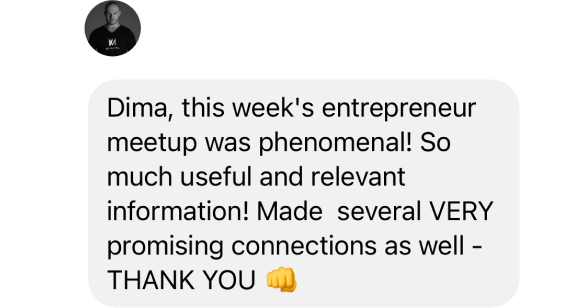 Dima, this week's entrepreneur
meetup was phenomenal! So
much useful and relevant
information! Made  several VERY
promising connections as well -
THANK YOU 👊